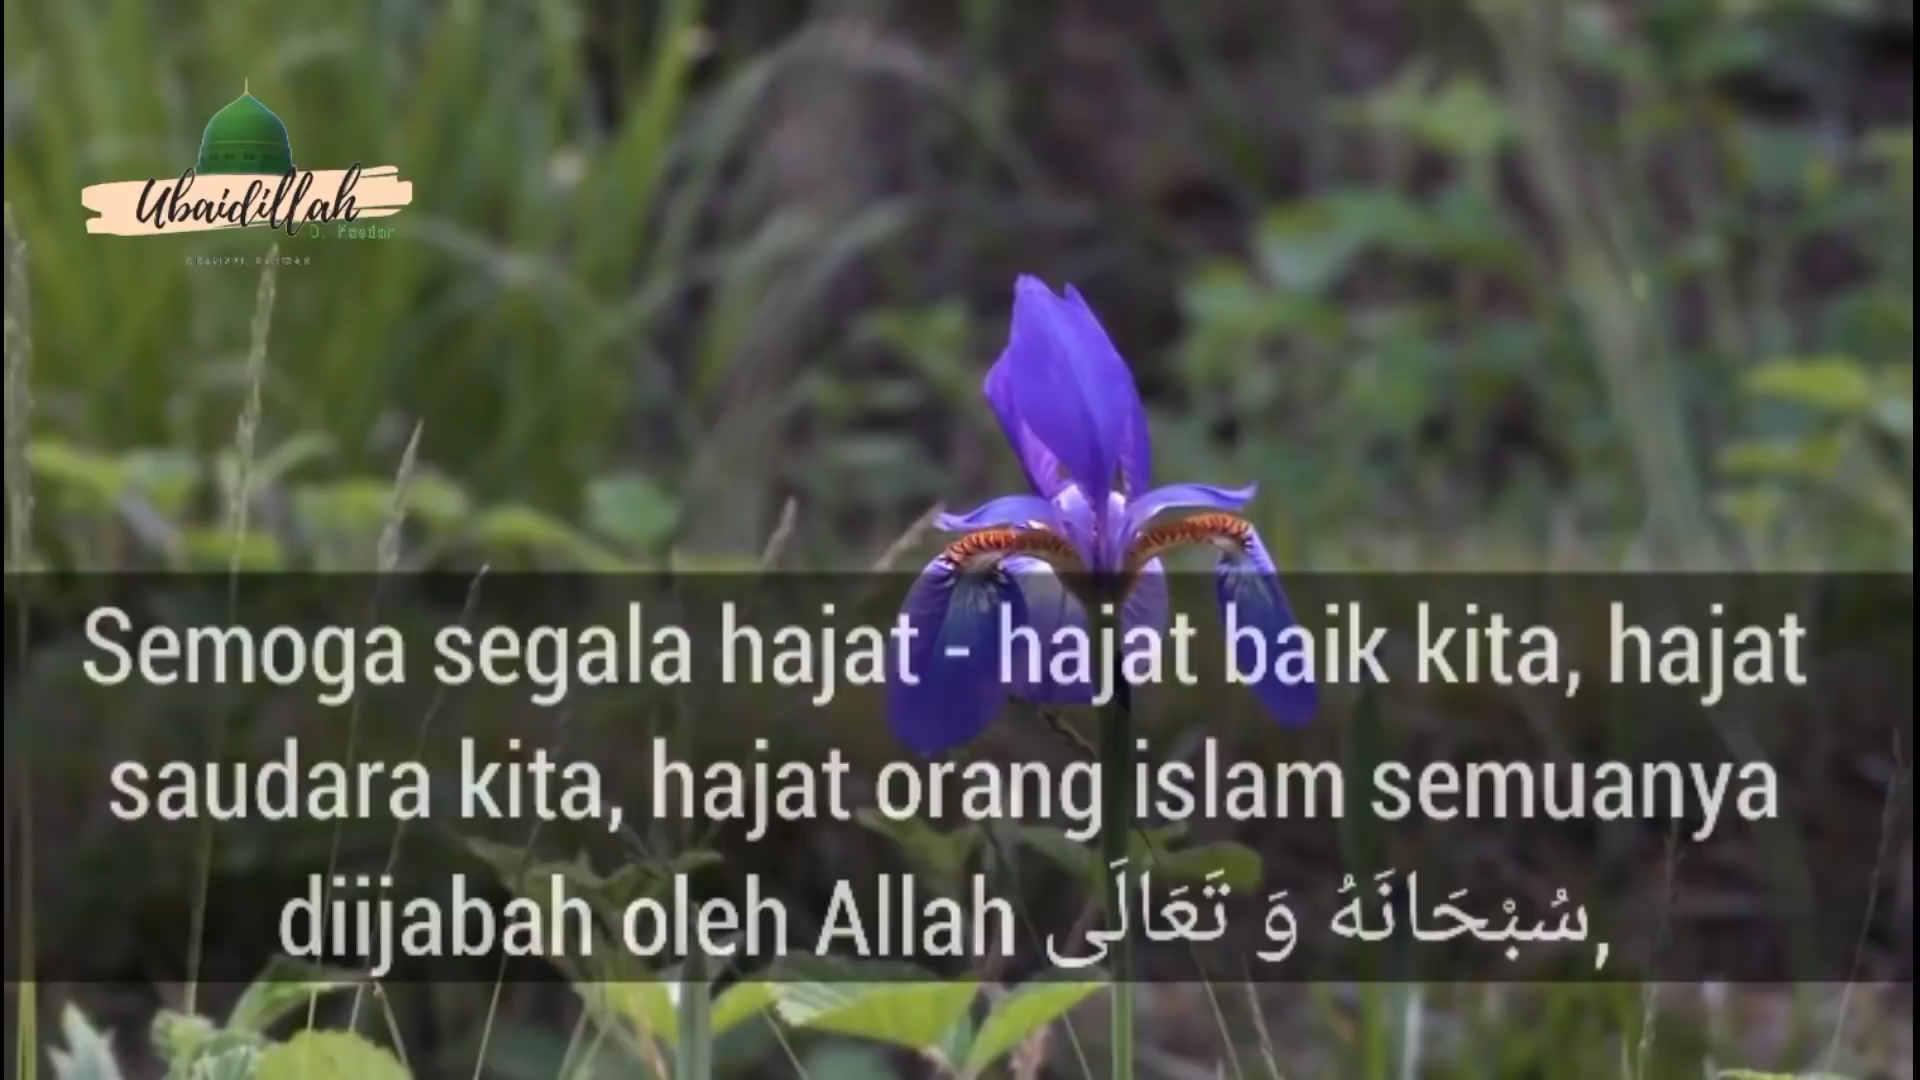 Ubaidillah
Semoga segala hajat - hajat baik kita, hajat
saudara kita, hajat orang islam semuanya
diijabah oleh Allah سُبْحَانَهُ وَ تَعَالَى,